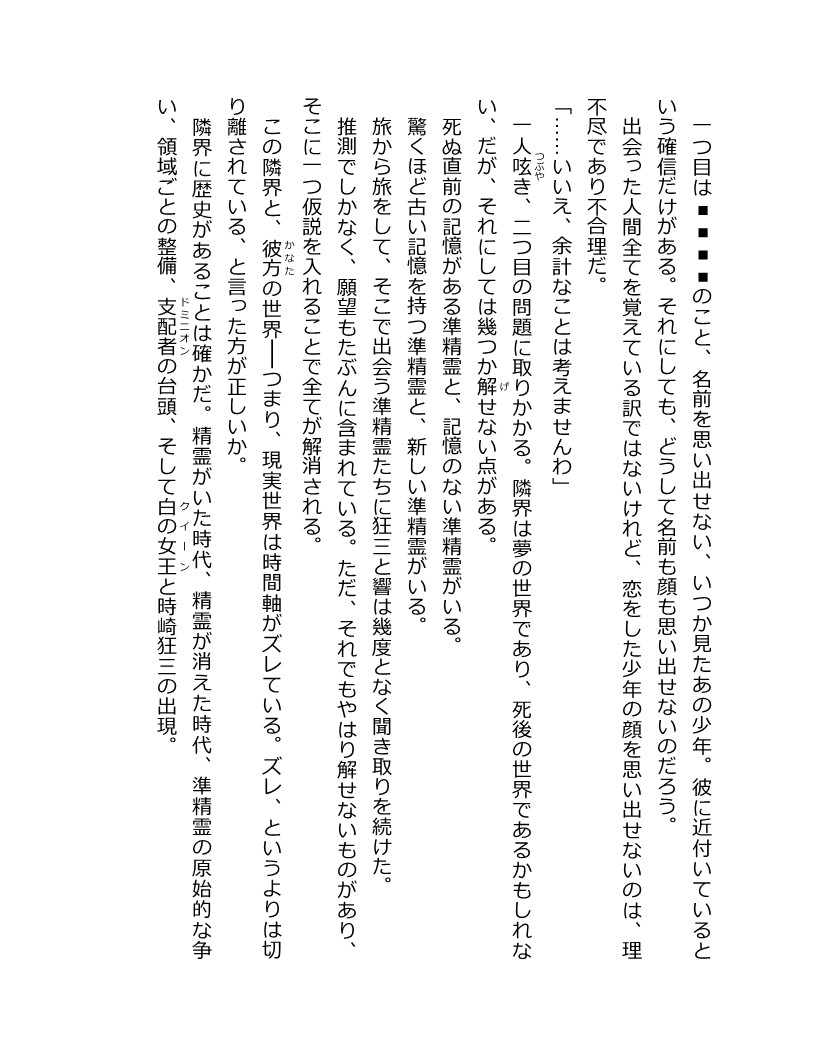 一つ目は■■■■のこと、名前を思い出せない、いつか見たあの少年。彼に近付いていると
いう確信だけがある。それにしても、どうして名前も顔も思い出せないのだろう。
出会った人間全てを覚えている訳ではないけれど、恋をした少年の顔を思い出せないのは、理
不尽であり不合理だ。
「……いいえ、余計なことは考えませんわ」
一人呟き、二つ目の問題に取りかかる。隣界は夢の世界であり、死後の世界であるかもしれな
つぶや
い、だが、それにしては幾つか解せない点がある。
げ
死ぬ直前の記憶がある準精霊と、記憶のない準精霊がいる。
驚くほど古い記憶を持つ準精霊と、新しい準精霊がいる。
旅から旅をして、そこで出会う準精霊たちに狂三と響は幾度となく聞き取りを続けた。
推測でしかなく、願望もたぶんに含まれている。ただ、それでもやはり解せないものがあり、
そこに一つ仮説を入れることで全てが解消される。
この隣界と、彼方の世界──つまり、現実世界は時間軸がズレている。ズレ、というよりは切
かなた
り離されている、と言った方が正しいか。
隣界に歴史があることは確かだ。精霊がいた時代、精霊が消えた時代、準精霊の原始的な争
い、領域ごとの整備、支配者の台頭、そして白の女王と時崎狂三の出現。
ドミニオン
クイーン